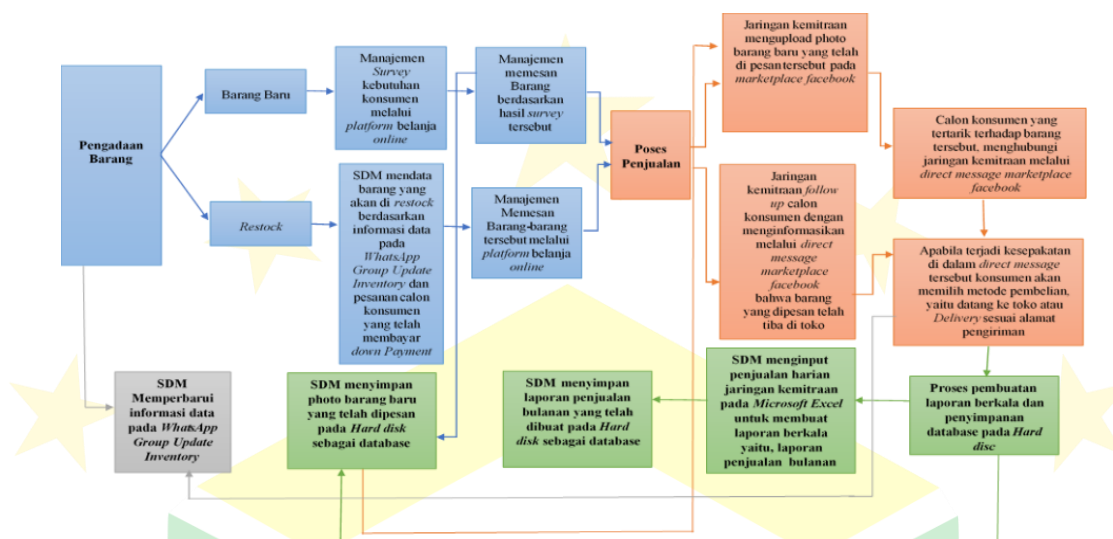 Pengadaan
Barang
Barang Baru
Restock
Manajemen
Survey
kebutuhan
konsumen
melalui
platform belanja
online
SDM mendata
barang yang
akan di restock
berdasarkan
informasi data
pada
WhatsApp
Group Update
Inventory dan
pesanan calon
konsumen
yang telah
membayar
down Payment
Manajemen
memesan
Barang
berdasarkan
hasil survey
tersebut
Manajemen
Memesan
Barang-barang
tersebut melalui
platform belanja
online
Poses
Penjualan
Jaringan kemitraan
mengupload photo
barang baru yang telah
di pesan tersebut pada
marketplace facebook
Jaringan
kemitraan follow
up calon
konsumen dengan
menginformasikan
melalui direct
message
marketplace
facebook
bahwa barang
yang dipesan telah
tiba di toko
Calon konsumen yang
tertarik terhadap barang
tersebut, menghubungi
jaringan kemitraan melalui
direct message marketplace
facebook
Apabila terjadi kesepakatan
di dalam direct message
tersebut konsumen akan
memilih metode pembelian,
yaitu datang ke toko atau
Delivery sesuai alamat
pengiriman
SDM
Memperbarui
informasi data
pada WhatsApp
Group Update
Inventory
SDM menyimpan
photo barang baru
yang telah dipesan
pada Hard disk
sebagai database
SDM menyimpan
laporan penjualan
bulanan yang telah
dibuat pada Hard
disk sebagai database
SDM menginput
penjualan harian
jaringan kemitraan
pada Microsoft Excel
untuk membuat
laporan berkala
yaitu, laporan
penjualan bulanan
Proses pembuatan
laporan berkala dan
penyimpanan
database pada Hard
disc